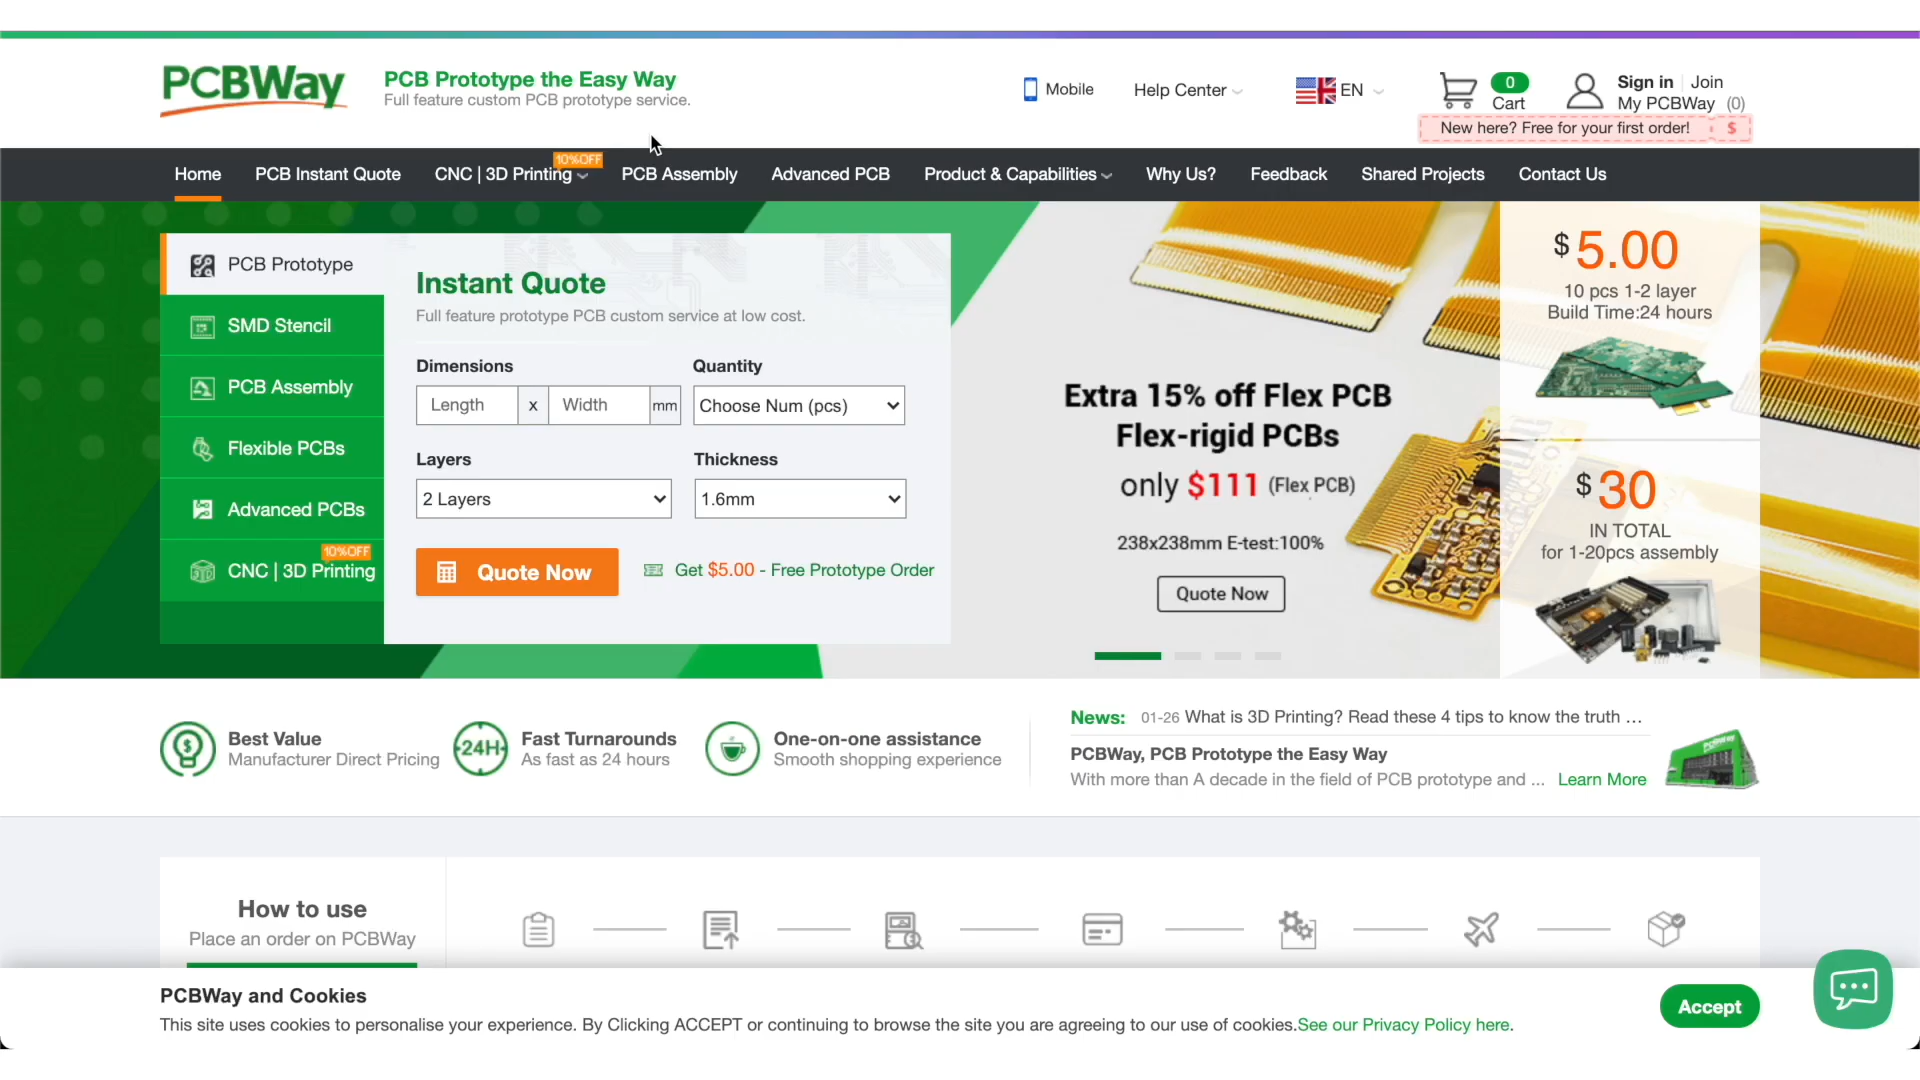 PCBWay
PCB Prototype the Easy Way
Full feature custom PCB prototype service.
Mobile
Help Center
EN
0
Cart
Sign in | Join
My PCBWay (0)
New here? Free for your first order! $
Home
PCB Instant Quote
CNC | 3D Printing
10%OFF
PCB Assembly
Advanced PCB
Product & Capabilities
Why Us?
Feedback
Shared Projects
Contact Us
PCB Prototype
SMD Stencil
PCB Assembly
Flexible PCBs
Advanced PCBs
10%OFF
CNC | 3D Printing
Instant Quote
Full feature prototype PCB custom service at low cost.
Dimensions
Quantity
Length x Width mm
Choose Num (pcs)
Layers
Thickness
2 Layers
1.6mm
Quote Now
Get $5.00 - Free Prototype Order
Extra 15% off Flex PCB
Flex-rigid PCBs
only $111 (Flex PCB)
238x238mm E-test:100%
Quote Now
$5.00
10 pcs 1-2 layer
Build Time:24 hours
$30
IN TOTAL
for 1-20pcs assembly
Best Value
Manufacturer Direct Pricing
24H
Fast Turnarounds
As fast as 24 hours
One-on-one assistance
Smooth shopping experience
News: 01-26 What is 3D Printing? Read these 4 tips to know the truth ...
PCBWay, PCB Prototype the Easy Way
With more than A decade in the field of PCB prototype and ... Learn More
How to use
Place an order on PCBWay
PCBWay and Cookies
This site uses cookies to personalise your experience. By Clicking ACCEPT or continuing to browse the site you are agreeing to our use of cookies.See our Privacy Policy here.
Accept